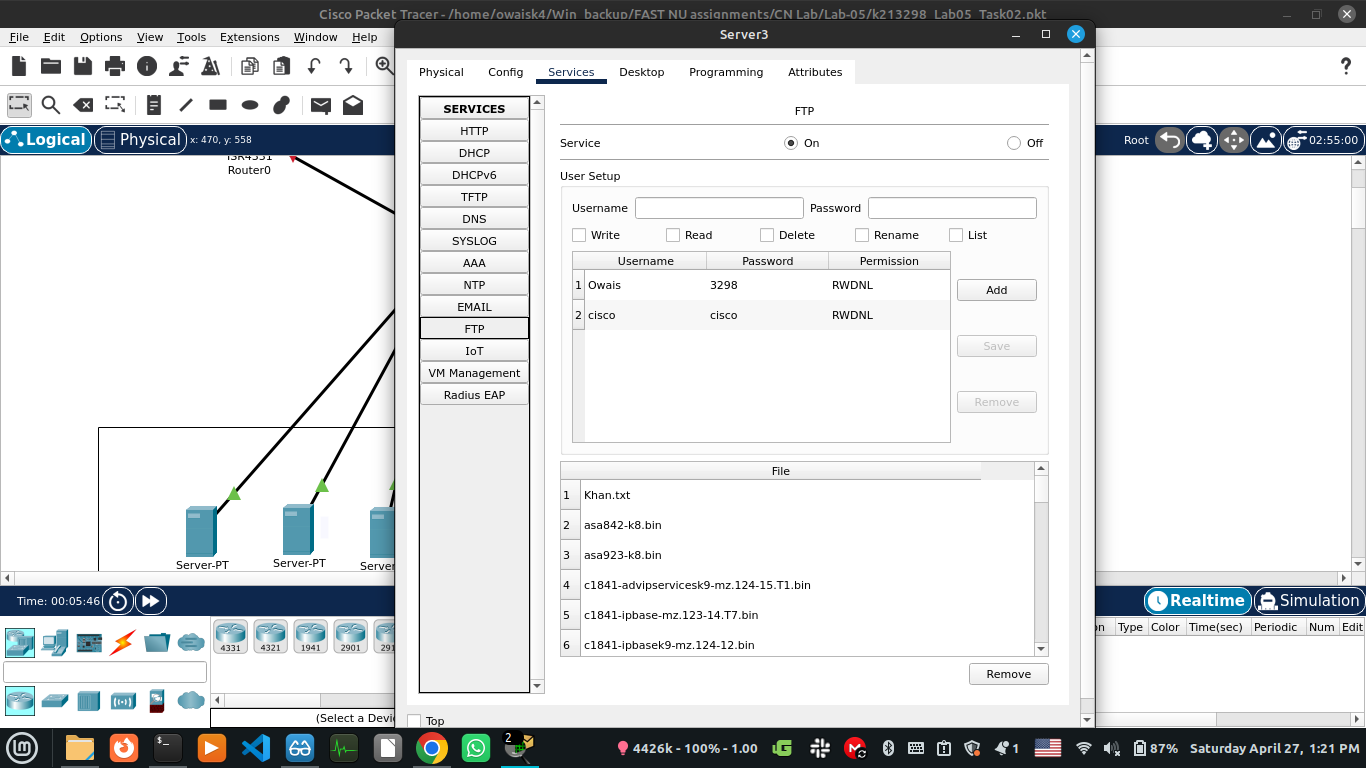 Cisco Packet Tracer - /home/owaisk4/Win_backup/FAST NU assignments/CN Lab/Lab-05/k213298_Lab05_Task02.pkt
File Edit Options View Tools Extensions Window Help
Server3
Physical Config Services Desktop Programming Attributes
Logical Physical x: 470, y: 558
Root 02:55:00
ISR4331
Router0
SERVICES
HTTP
DHCP
DHCPv6
TFTP
DNS
SYSLOG
AAA
NTP
EMAIL
FTP
IoT
VM Management
Radius EAP
FTP
Service On Off
User Setup
Username Password
Write Read Delete Rename List
Username Password Permission
1 Owais 3298 RWDNL
2 cisco cisco RWDNL
Add
Save
Remove
File
1 Khan.txt
2 asa842-k8.bin
3 asa923-k8.bin
4 c1841-advipservicesk9-mz.124-15.T1.bin
5 c1841-ipbase-mz.123-14.T7.bin
6 c1841-ipbasek9-mz.124-12.bin
Remove
Top
Server-PT Server-PT Server
Time: 00:05:46
Realtime Simulation
4331 4321 1941 2901 291
Type Color Time(sec) Periodic Num Edit
(Select a Devi
4426k - 100% - 1.00 1 87% Saturday April 27, 1:21 PM